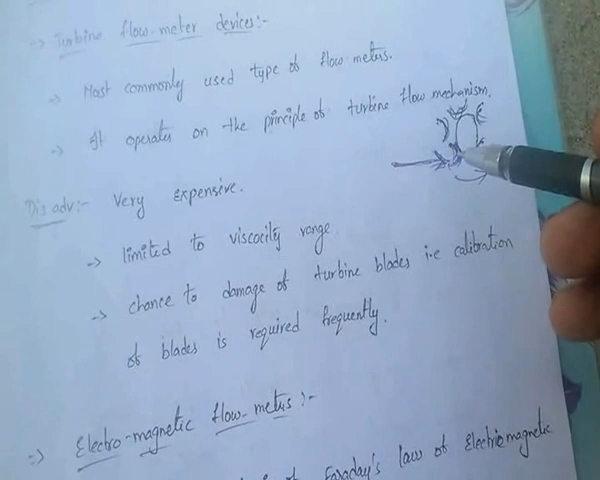 => Turbine flow-meter devices:-
-> Most commonly used type of flow meters.
-> It operates on the principle of turbine flow mechanism.
Dis adv:- Very expensive.
-> limited to viscocity range
-> chance to damage of turbine blades i.e calibration
of blades is required frequently.
=> Electro-magnetic flow-meters:-
of Faraday's law of Electromagnetic